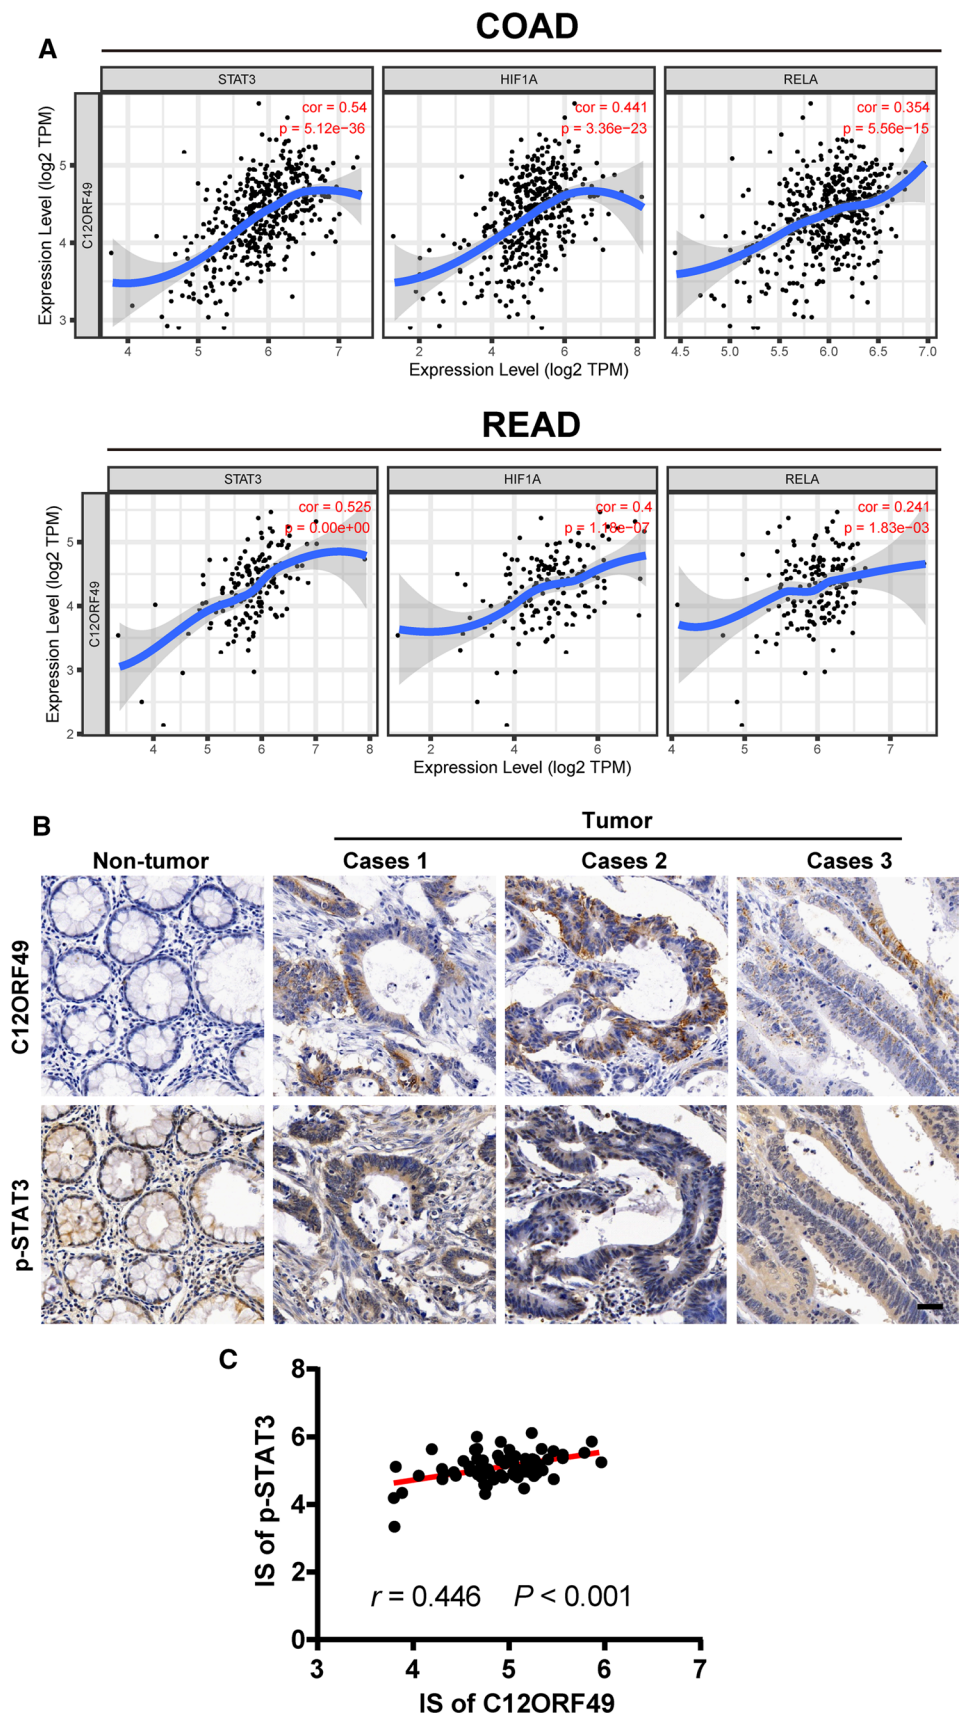 A
COAD
STAT3
HIF1A
RELA
cor = 0.54
p = 5.12e−36
cor = 0.441
p = 3.36e−23
cor = 0.354
p = 5.56e−15
Expression Level (log2 TPM)
C12ORF49
5
4
3
4 5 6 7
2 4 6 8
4.5 5.0 5.5 6.0 6.5 7.0
Expression Level (log2 TPM)
READ
STAT3
HIF1A
RELA
cor = 0.525
p = 0.00e+00
cor = 0.4
p = 1.18e−07
cor = 0.241
p = 1.83e−03
Expression Level (log2 TPM)
C12ORF49
5
4
3
2
4 5 6 7 8
2 4 6
4 5 6 7
Expression Level (log2 TPM)
B
Tumor
Non-tumor
Cases 1
Cases 2
Cases 3
C12ORF49
p-STAT3
C
8
6
4
2
0
IS of p-STAT3
r = 0.446 P < 0.001
3 4 5 6 7
IS of C12ORF49